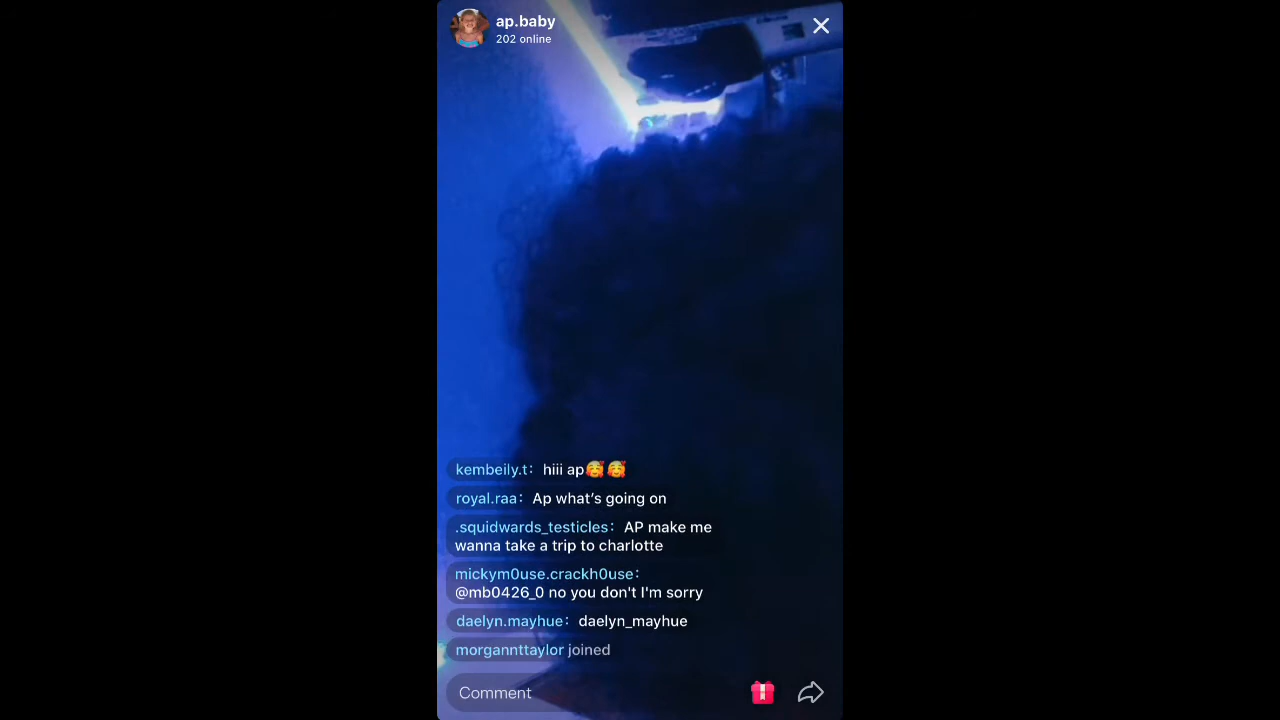 ap.baby
202 online
kembeily.t: hiii ap🥰🥰
royal.raa: Ap what's going on
.squidwards_testicles: AP make me
wanna take a trip to charlotte
mickym0use.crackh0use:
@mb0426_0 no you don't I'm sorry
daelyn.mayhue: daelyn_mayhue
morgannttaylor joined
Comment